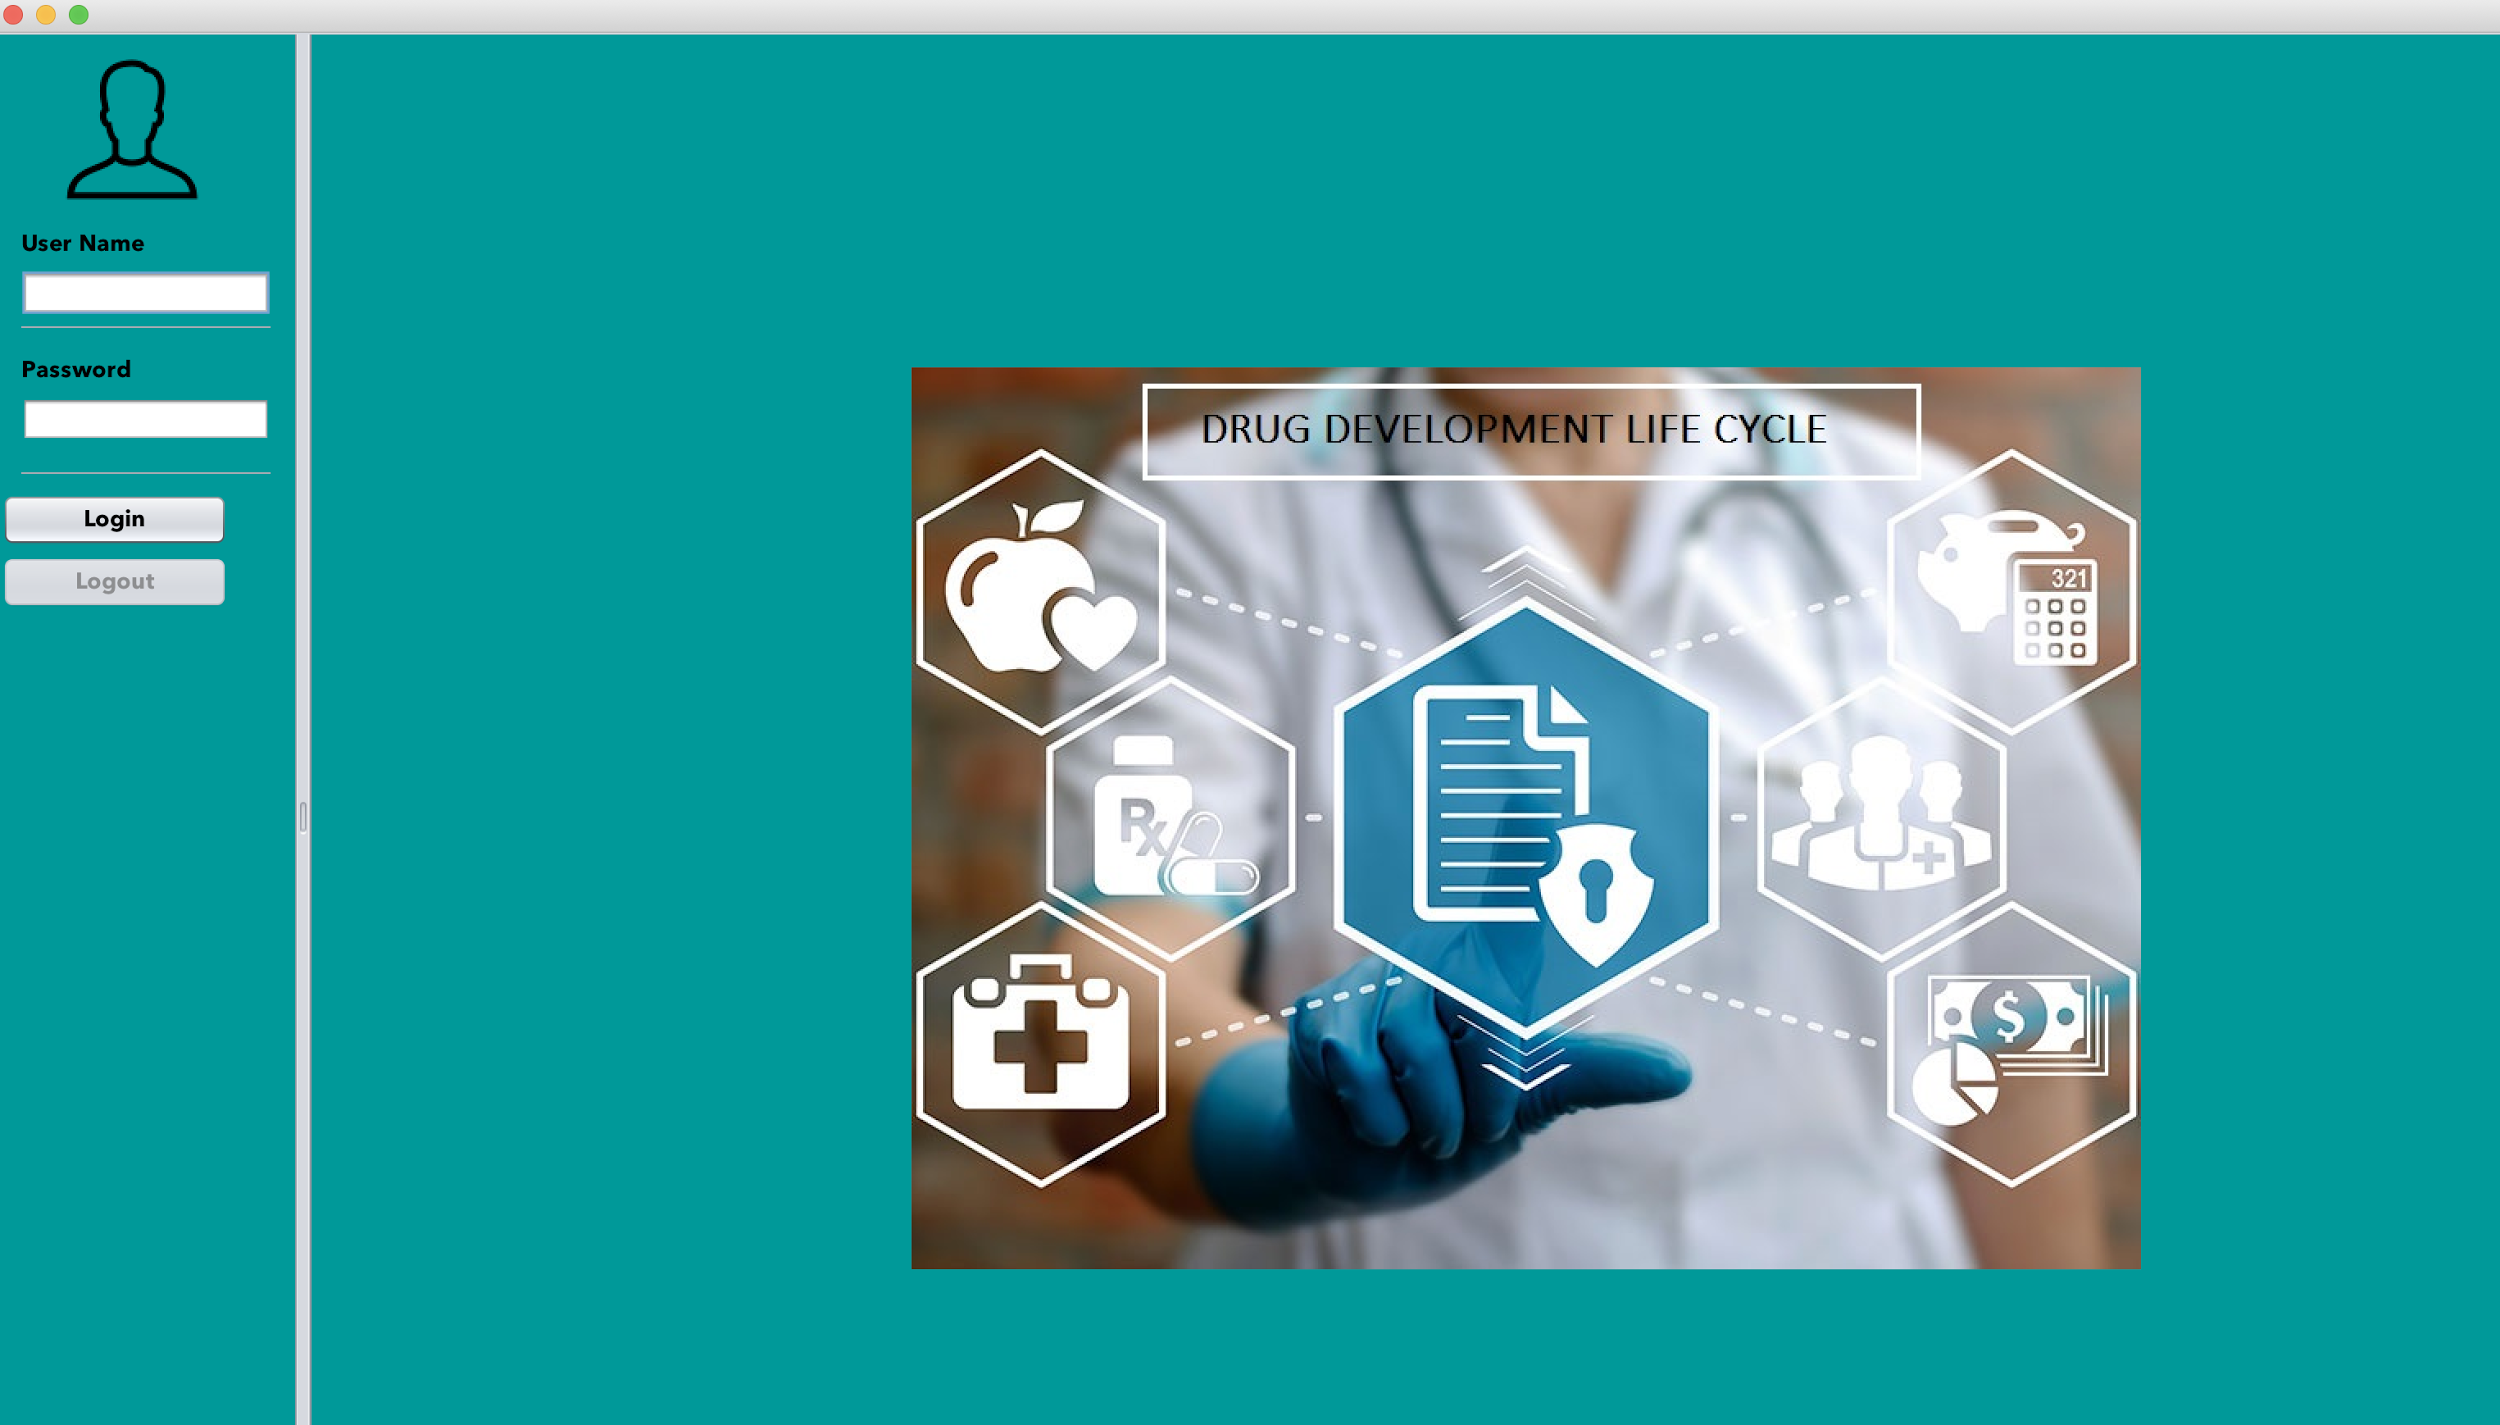 User Name
Password
Login
Logout
DRUG DEVELOPMENT LIFE CYCLE
321
Rx
$